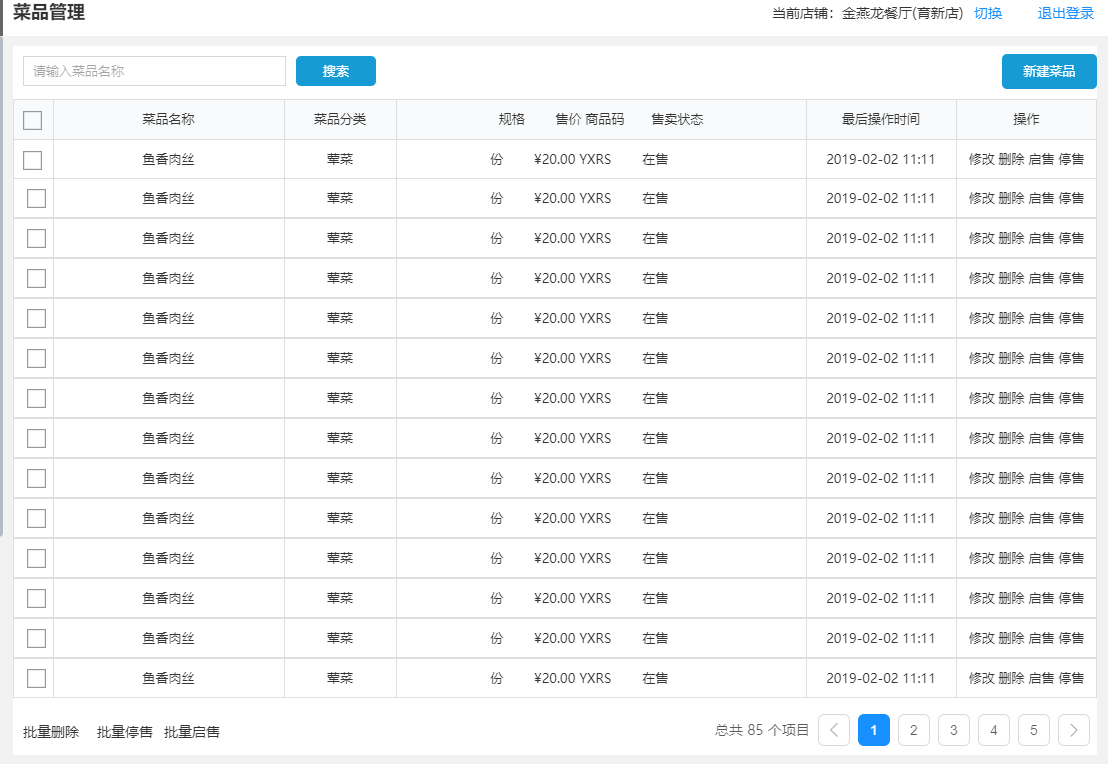 菜品管理 当前店铺：金燕龙餐厅(育新店) 切换 退出登录
请输入菜品名称 搜索 新建菜品
菜品名称 菜品分类 规格 售价 商品码 售卖状态 最后操作时间 操作
鱼香肉丝 荤菜 份 ¥20.00 YXRS 在售 2019-02-02 11:11 修改 删除 启售 停售
鱼香肉丝 荤菜 份 ¥20.00 YXRS 在售 2019-02-02 11:11 修改 删除 启售 停售
鱼香肉丝 荤菜 份 ¥20.00 YXRS 在售 2019-02-02 11:11 修改 删除 启售 停售
鱼香肉丝 荤菜 份 ¥20.00 YXRS 在售 2019-02-02 11:11 修改 删除 启售 停售
鱼香肉丝 荤菜 份 ¥20.00 YXRS 在售 2019-02-02 11:11 修改 删除 启售 停售
鱼香肉丝 荤菜 份 ¥20.00 YXRS 在售 2019-02-02 11:11 修改 删除 启售 停售
鱼香肉丝 荤菜 份 ¥20.00 YXRS 在售 2019-02-02 11:11 修改 删除 启售 停售
鱼香肉丝 荤菜 份 ¥20.00 YXRS 在售 2019-02-02 11:11 修改 删除 启售 停售
鱼香肉丝 荤菜 份 ¥20.00 YXRS 在售 2019-02-02 11:11 修改 删除 启售 停售
鱼香肉丝 荤菜 份 ¥20.00 YXRS 在售 2019-02-02 11:11 修改 删除 启售 停售
鱼香肉丝 荤菜 份 ¥20.00 YXRS 在售 2019-02-02 11:11 修改 删除 启售 停售
鱼香肉丝 荤菜 份 ¥20.00 YXRS 在售 2019-02-02 11:11 修改 删除 启售 停售
鱼香肉丝 荤菜 份 ¥20.00 YXRS 在售 2019-02-02 11:11 修改 删除 启售 停售
鱼香肉丝 荤菜 份 ¥20.00 YXRS 在售 2019-02-02 11:11 修改 删除 启售 停售
批量删除 批量停售 批量启售 总共 85 个项目 1 2 3 4 5